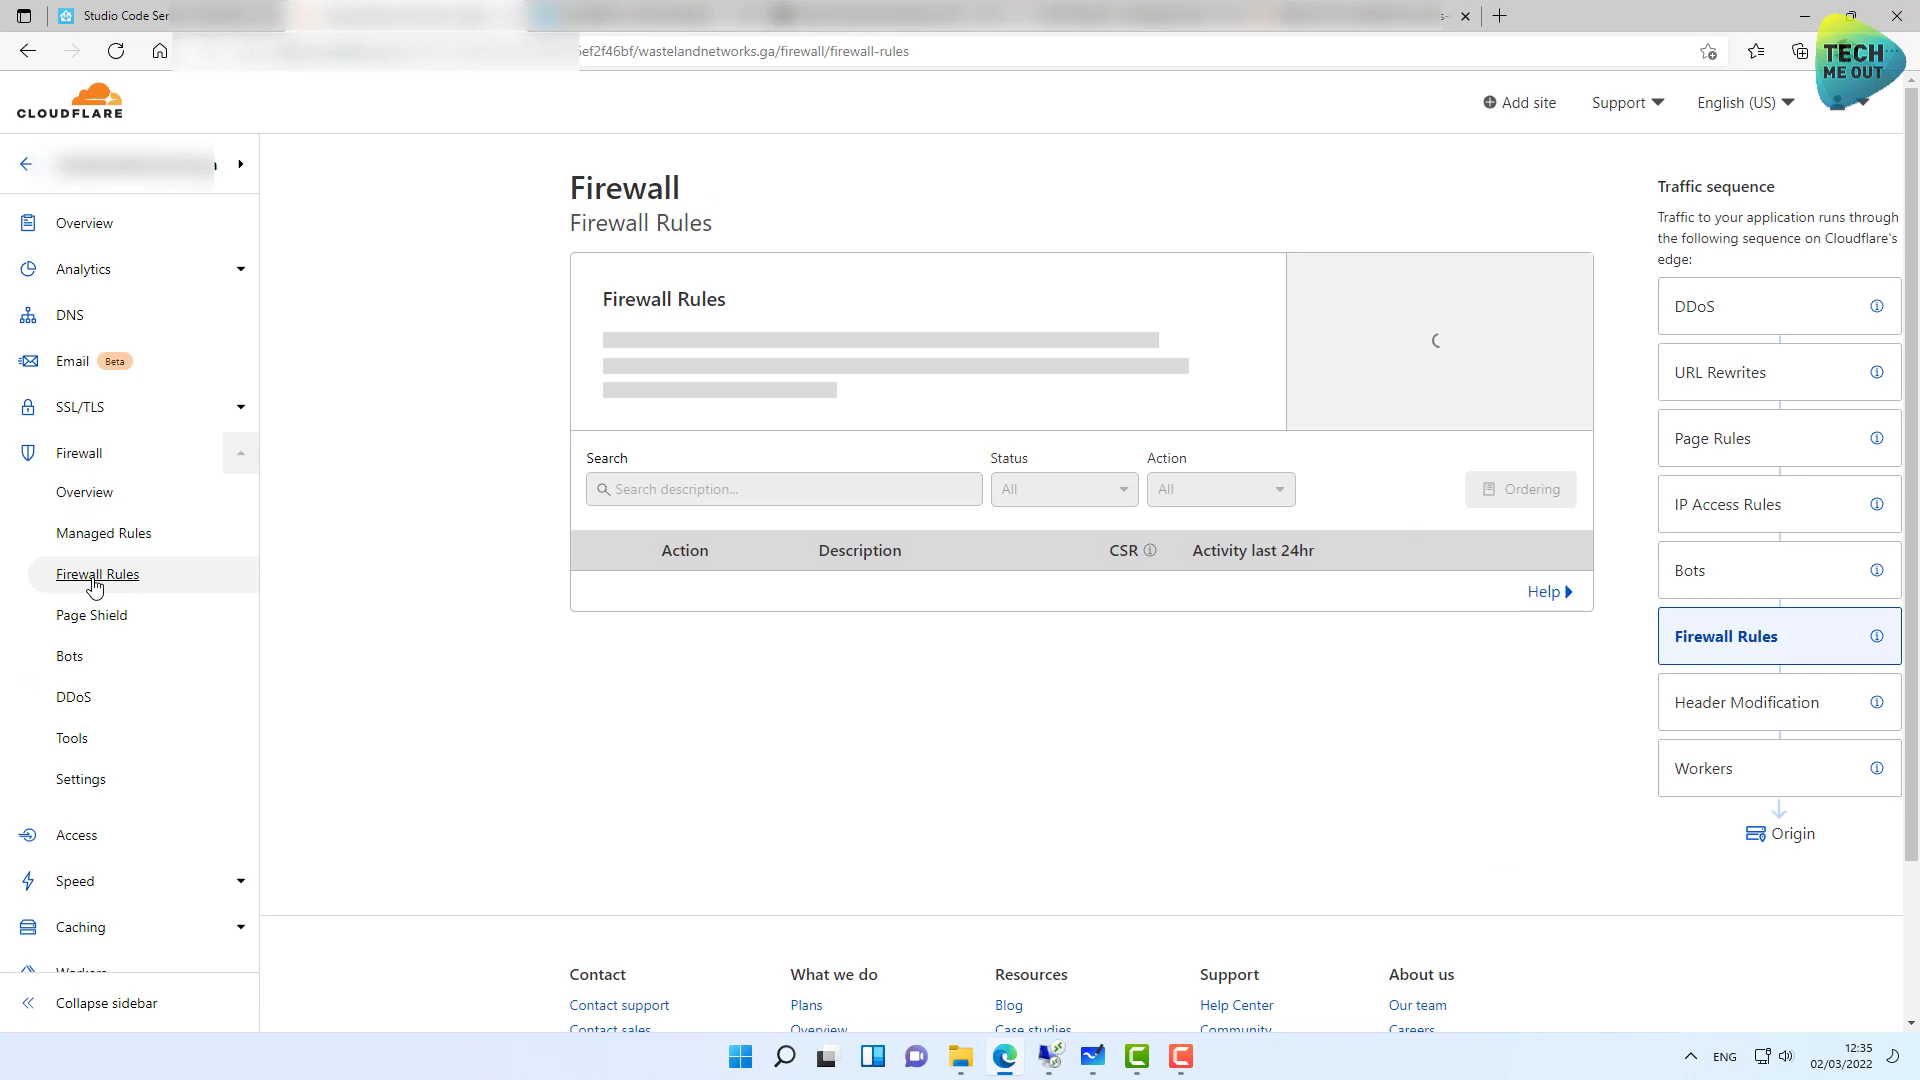 Studio Code Ser
ef2f46bf/wastelandnetworks.ga/firewall/firewall-rules
TECH
ME OUT
CLOUDFLARE
Add site
Support
English (US)
Overview
Analytics
DNS
Email Beta
SSL/TLS
Firewall
Overview
Managed Rules
Firewall Rules
Page Shield
Bots
DDoS
Tools
Settings
Access
Speed
Caching
Workers
Collapse sidebar
Firewall
Firewall Rules
Firewall Rules
Search
Status
Action
Search description...
All
All
Ordering
Action
Description
CSR
Activity last 24hr
Help
Traffic sequence
Traffic to your application runs through
the following sequence on Cloudflare's
edge:
DDoS
URL Rewrites
Page Rules
IP Access Rules
Bots
Firewall Rules
Header Modification
Workers
Origin
Contact
What we do
Resources
Support
About us
Contact support
Plans
Blog
Help Center
Our team
Contact sales
Overview
Case studies
Community
Careers
ENG
12:35
02/03/2022